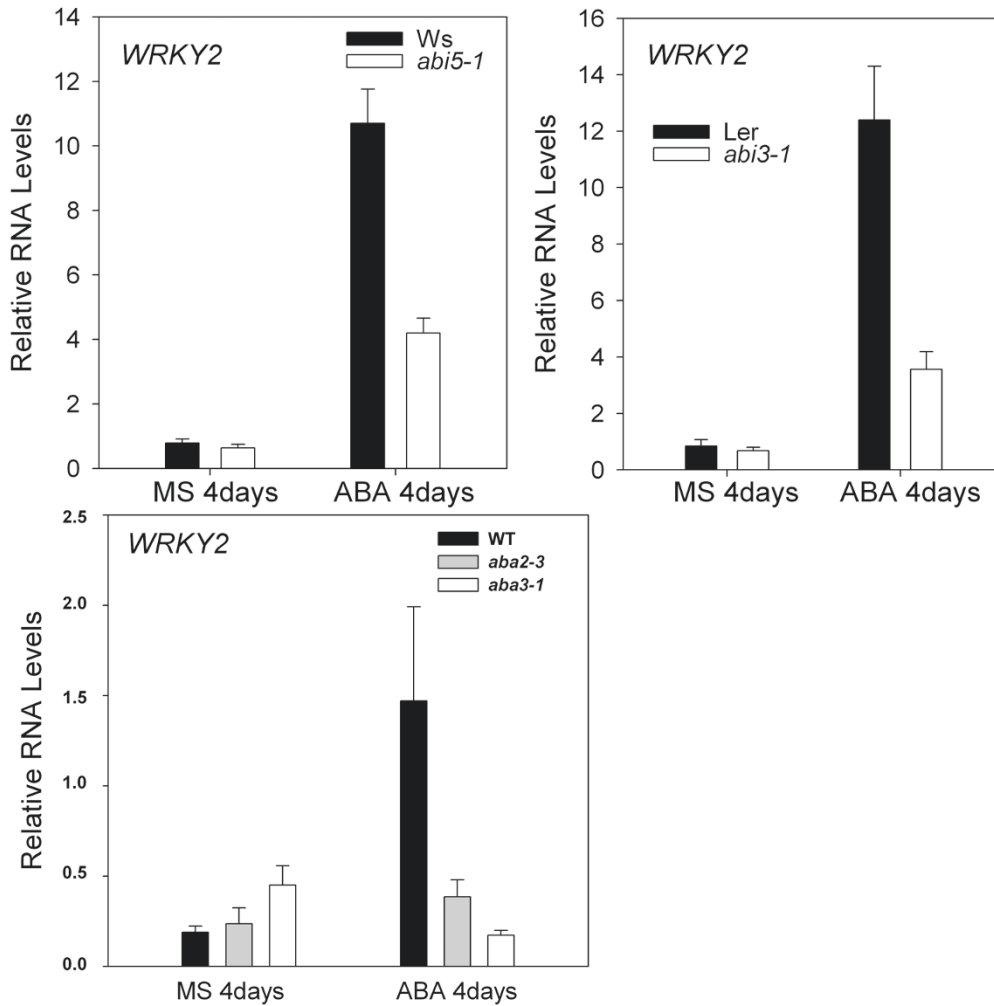 WRKY2
Ws
abi5-1
Relative RNA Levels
14
12
10
8
6
4
2
0
MS 4days ABA 4days
WRKY2
Ler
abi3-1
Relative RNA Levels
16
14
12
10
8
6
4
2
0
MS 4days ABA 4days
WRKY2
WT
aba2-3
aba3-1
Relative RNA Levels
2.5
2.0
1.5
1.0
0.5
0.0
MS 4days ABA 4days